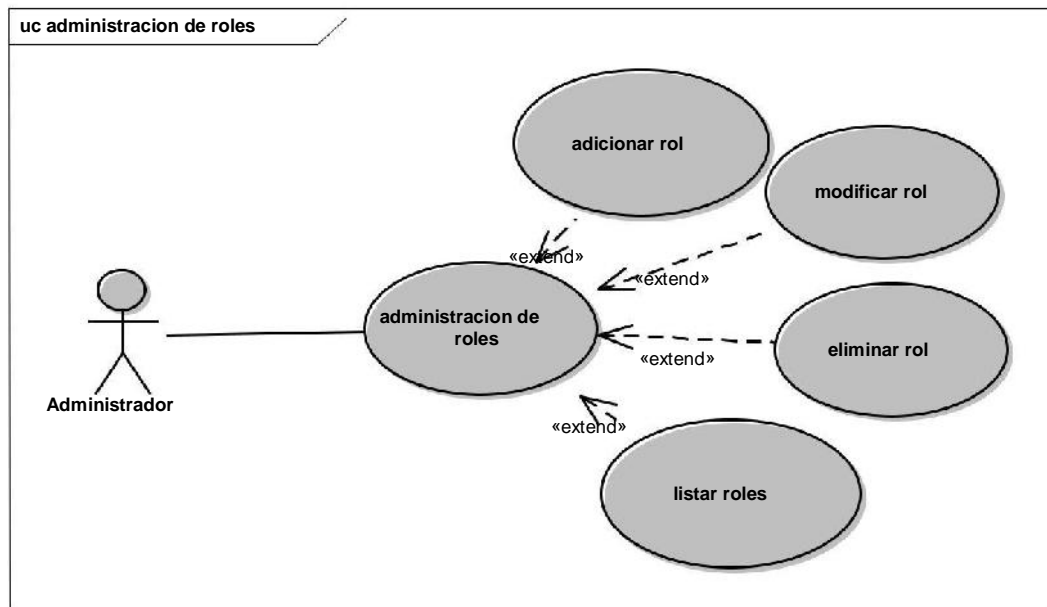 uc administracion de roles
adicionar rol
modificar rol
«extend»
«extend»
administracion de
roles
eliminar rol
«extend»
Administrador
«extend»
listar roles